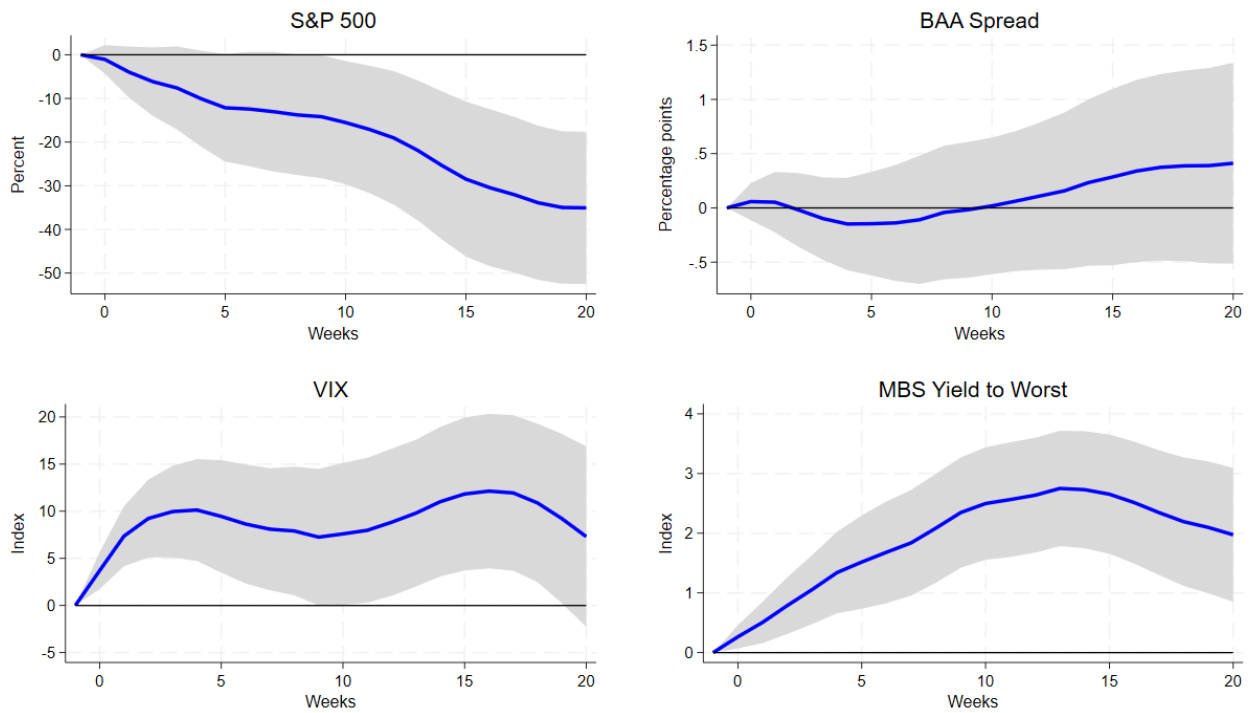 S&P 500
Percent
0
-10
-20
-30
-40
-50
0 5 10 15 20
Weeks
BAA Spread
Percentage points
1.5
1
.5
0
-.5
0 5 10 15 20
Weeks
VIX
Index
20
15
10
5
0
-5
0 5 10 15 20
Weeks
MBS Yield to Worst
Index
4
3
2
1
0
0 5 10 15 20
Weeks